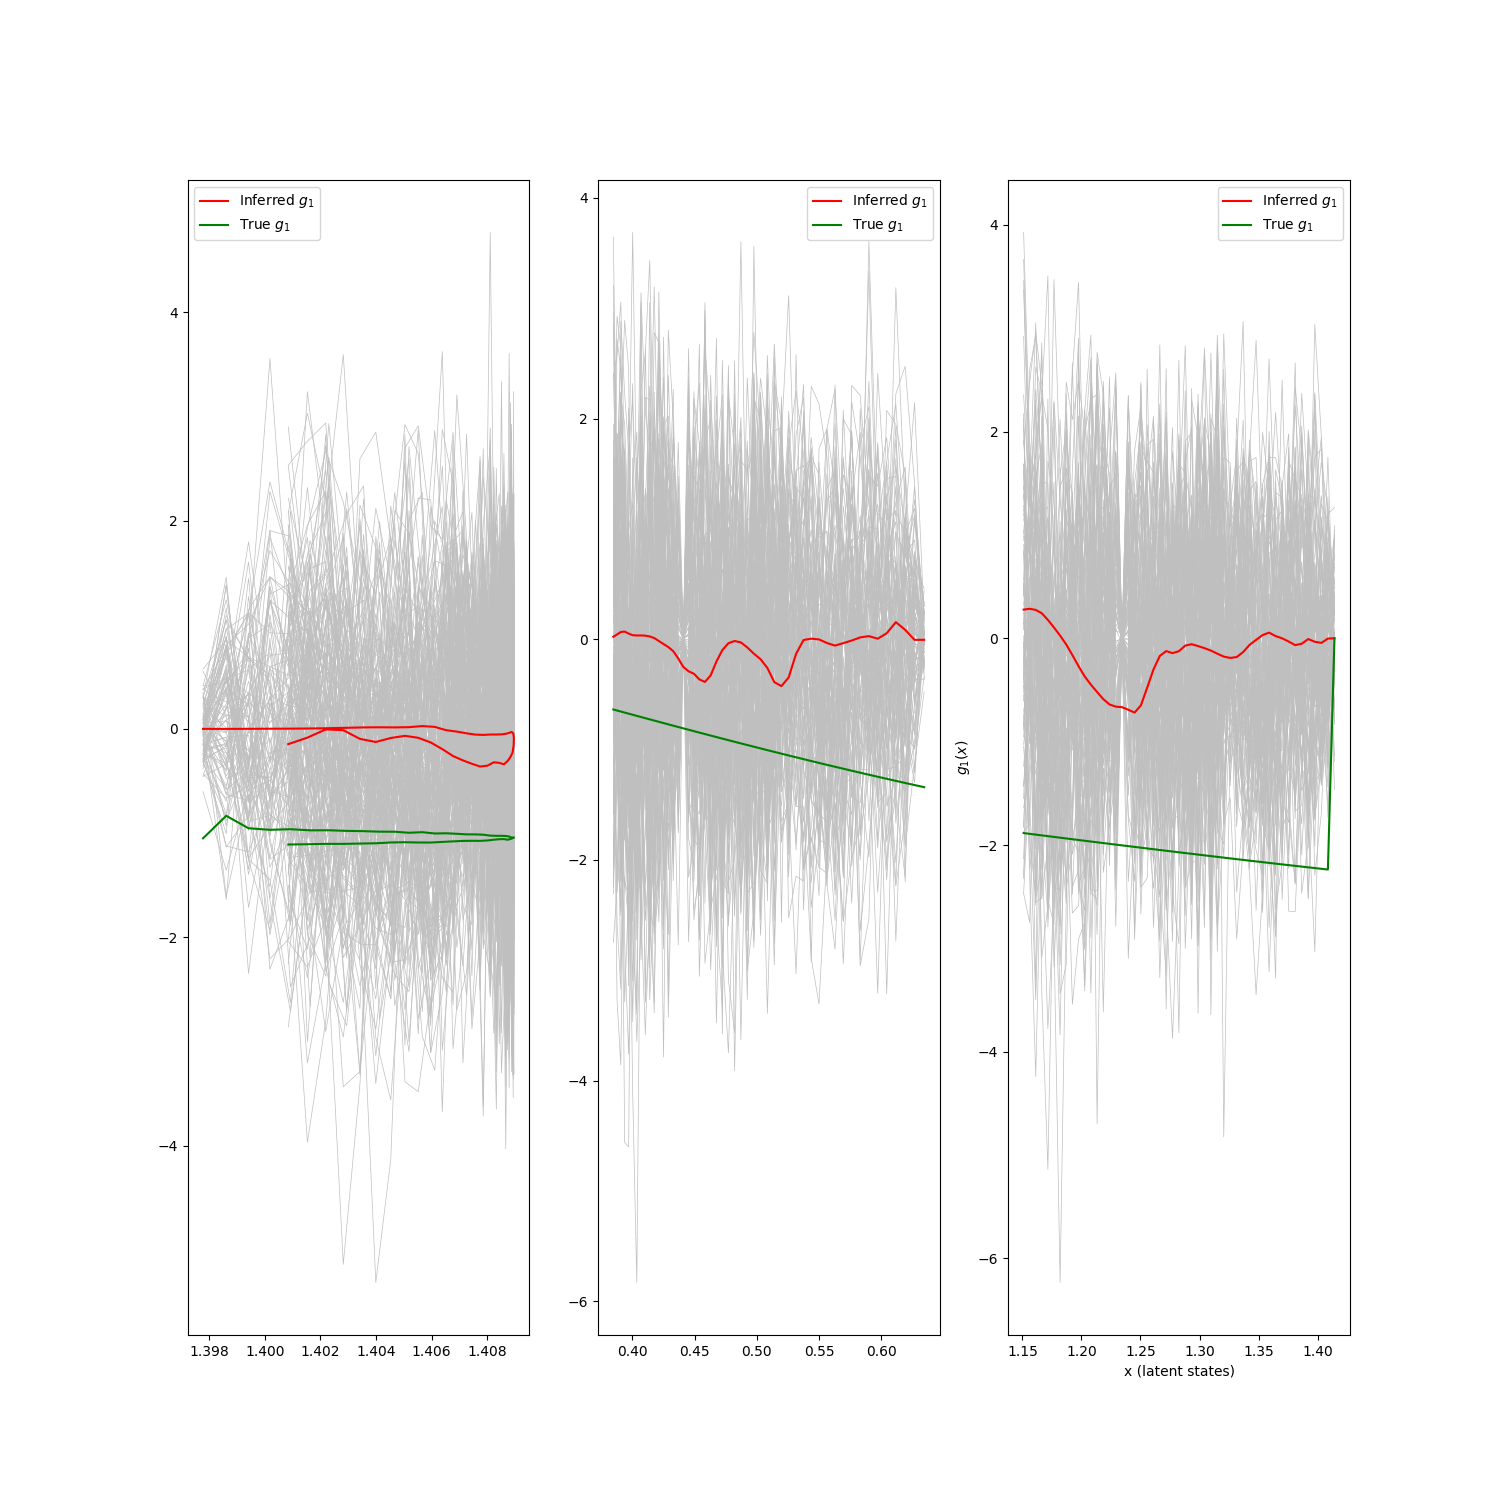 Inferred g₁
True g₁
4
2
0
−2
−4
1.398 1.400 1.402 1.404 1.406 1.408
Inferred g₁
True g₁
4
2
0
−2
−4
−6
0.40 0.45 0.50 0.55 0.60
Inferred g₁
True g₁
4
2
0
−2
−4
−6
g₁(x)
1.15 1.20 1.25 1.30 1.35 1.40
x (latent states)